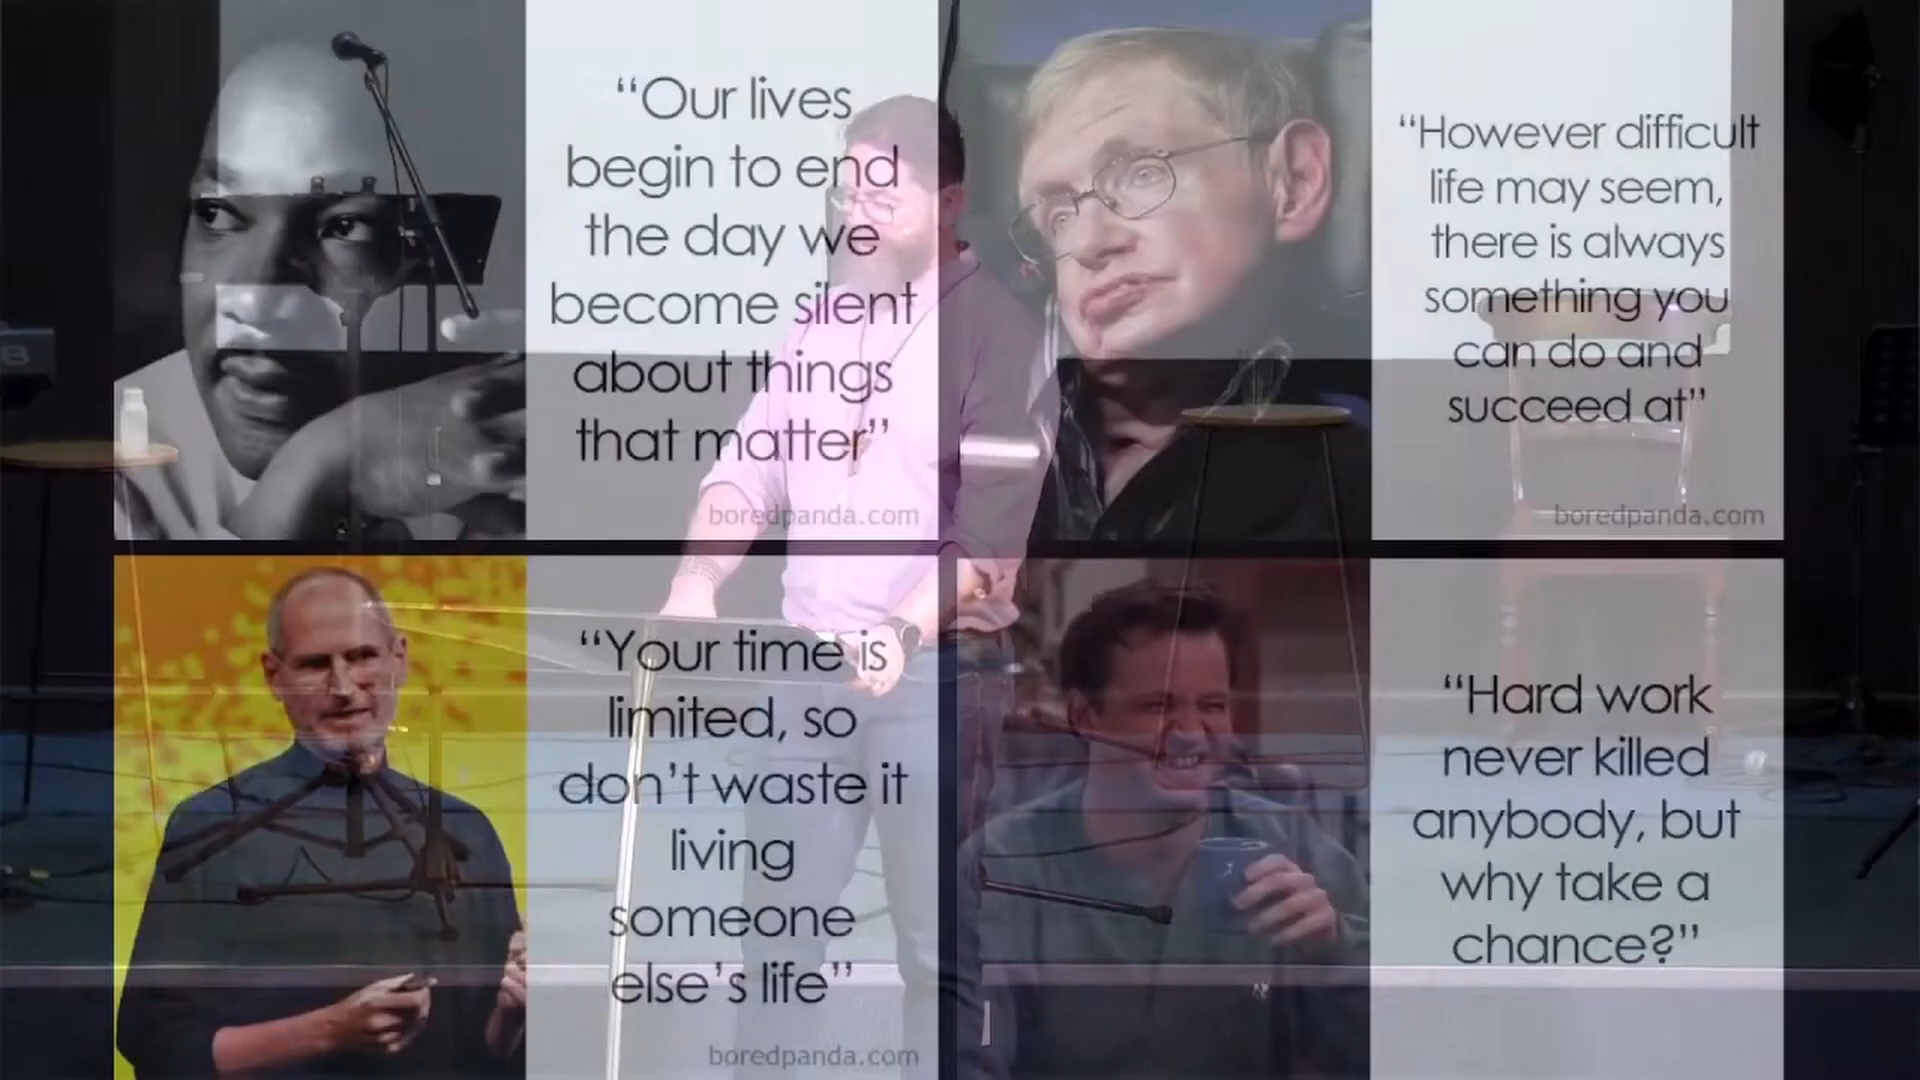 “Our lives
begin to end
the day we
become silent
about things
that matter”
boredpanda.com
“However difficult
life may seem,
there is always
something you
can do and
succeed at”
boredpanda.com
“Your time is
limited, so
don’t waste it
living
someone
else’s life”
boredpanda.com
“Hard work
never killed
anybody, but
why take a
chance?”